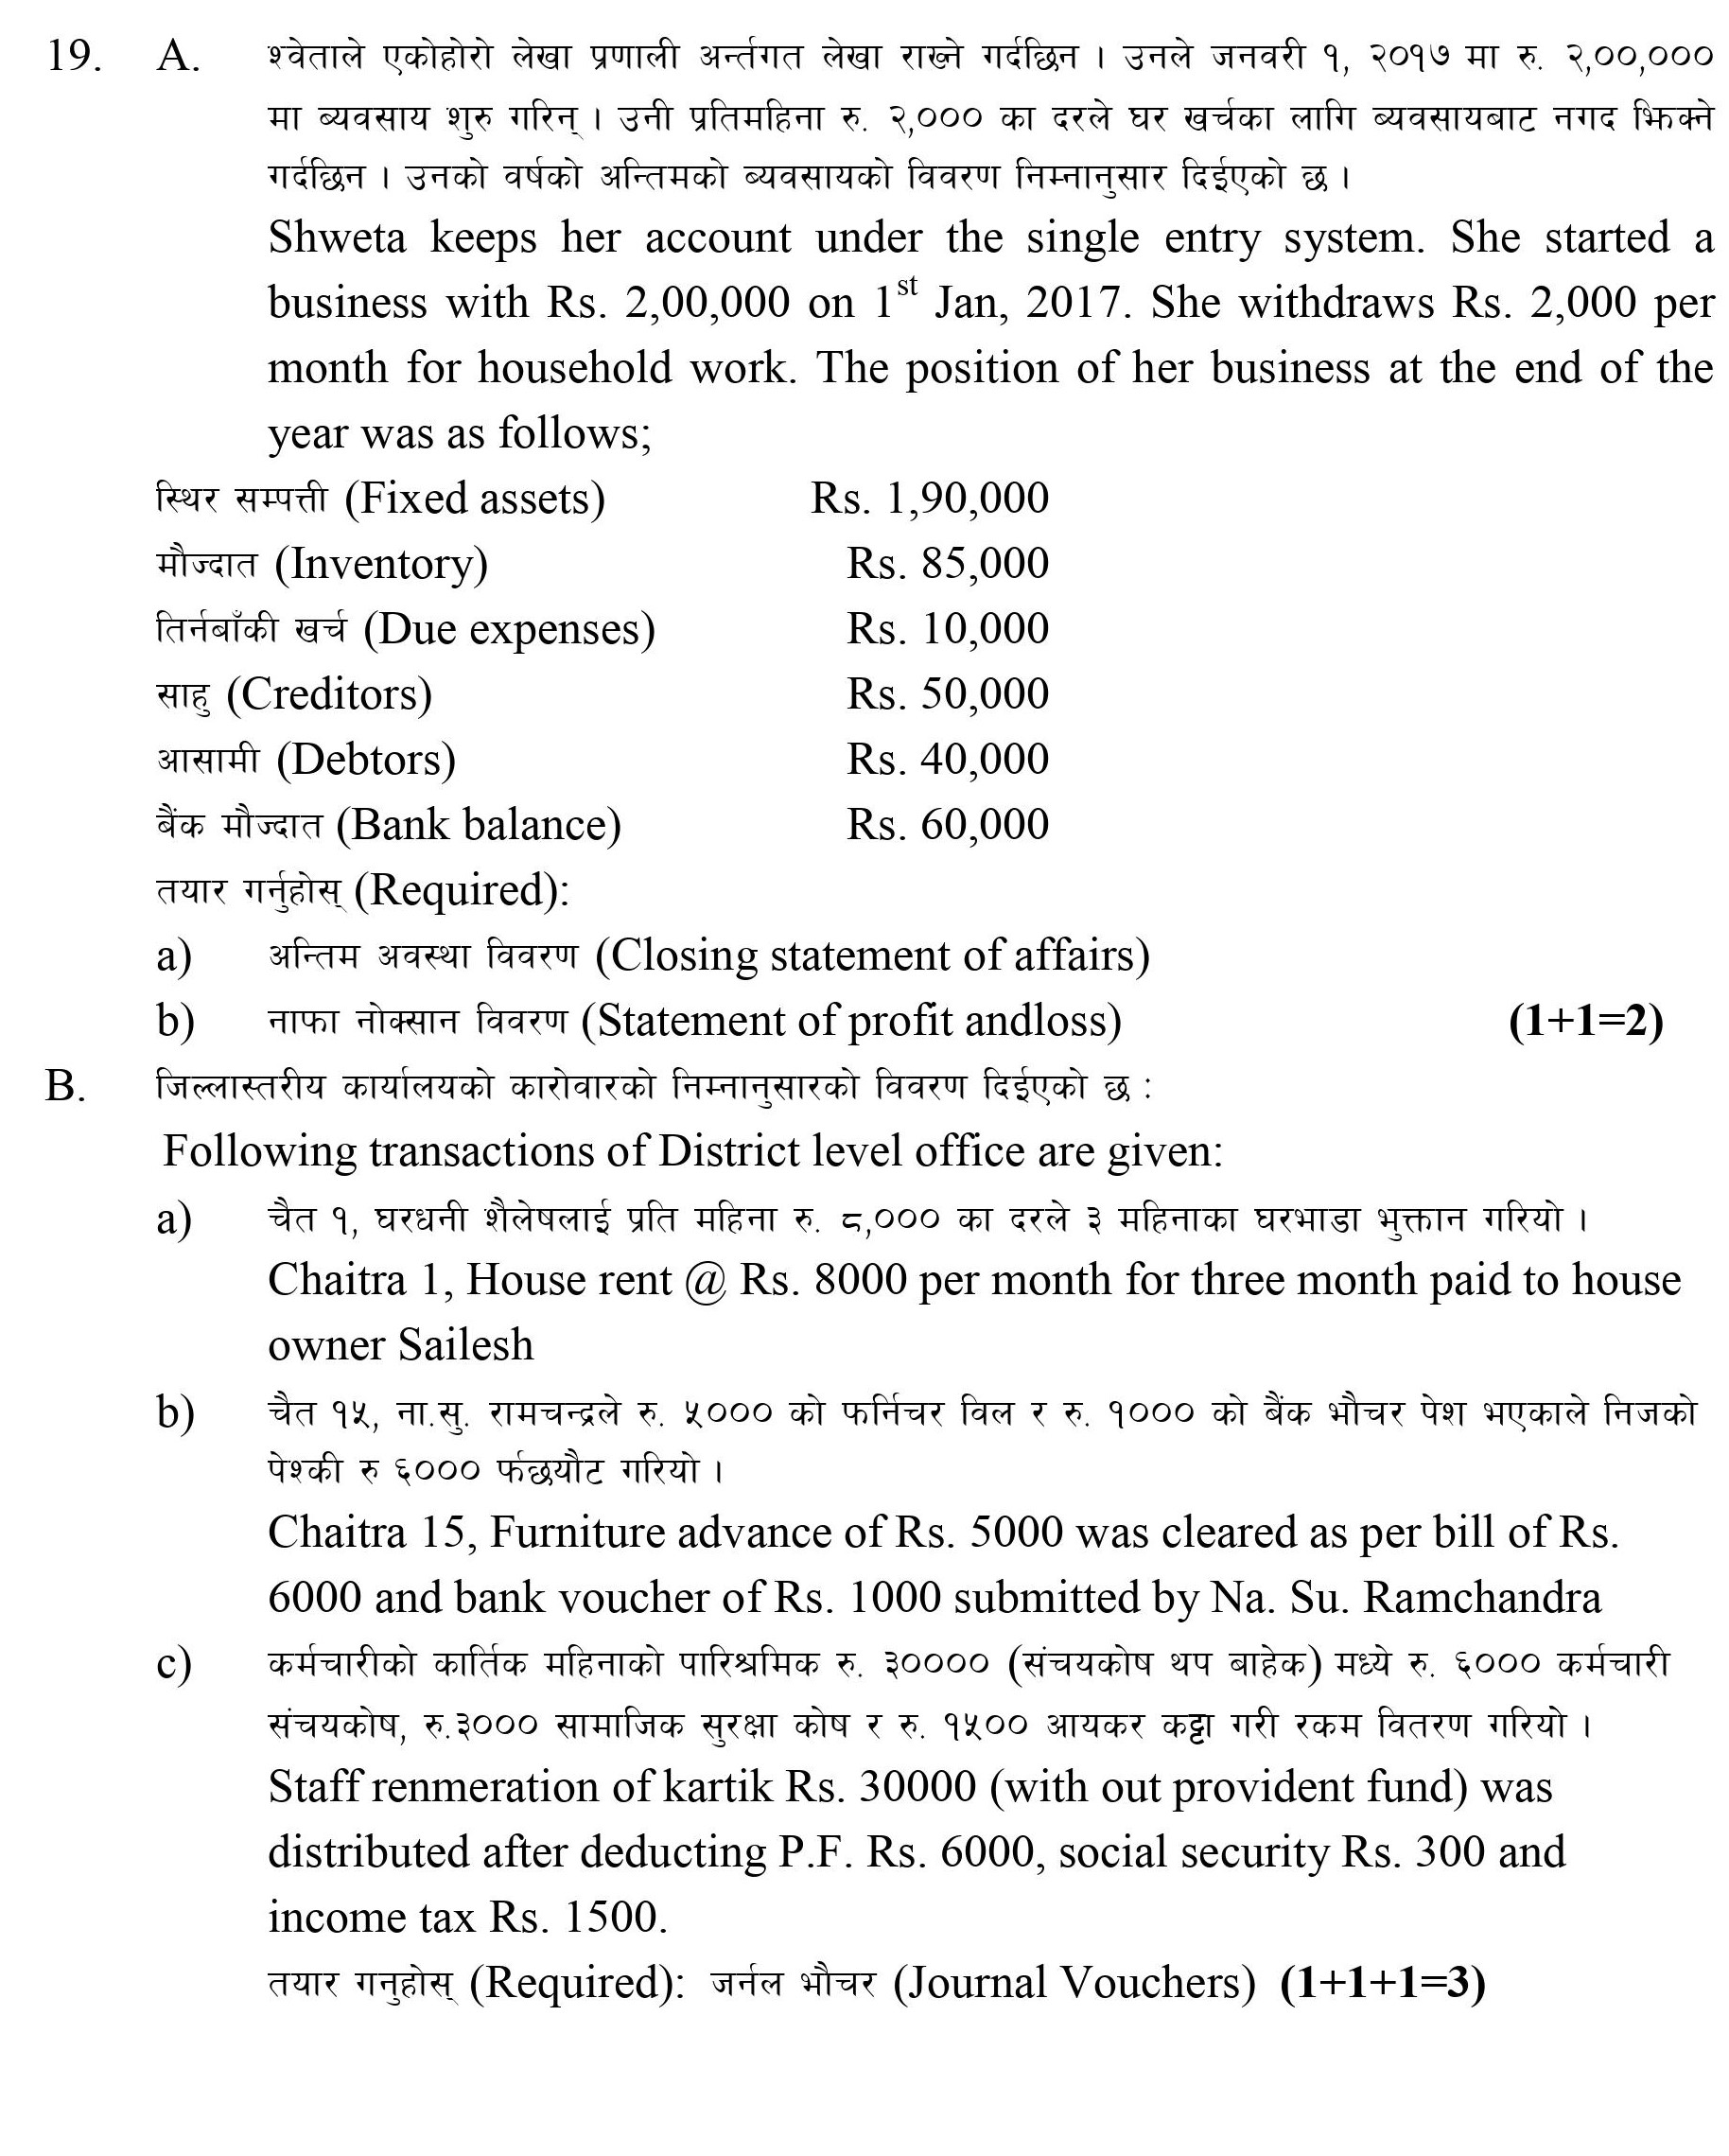 19. A. श्वेताले एकोहोरो लेखा प्रणाली अर्न्तगत लेखा राख्ने गर्दछिन । उनले जनवरी १, २०१७ मा रु. २,००,०००
मा ब्यवसाय शुरु गरिन् । उनी प्रतिमहिना रु. २,००० का दरले घर खर्चका लागि ब्यवसायबाट नगद झिक्ने
गर्दछिन । उनको वर्षको अन्तिमको ब्यवसायको विवरण निम्नानुसार दिईएको छ ।
Shweta keeps her account under the single entry system. She started a
business with Rs. 2,00,000 on 1st Jan, 2017. She withdraws Rs. 2,000 per
month for household work. The position of her business at the end of the
year was as follows;
स्थिर सम्पत्ती (Fixed assets) Rs. 1,90,000
मौज्दात (Inventory) Rs. 85,000
तिर्नबाँकी खर्च (Due expenses) Rs. 10,000
साहु (Creditors) Rs. 50,000
आसामी (Debtors) Rs. 40,000
बैंक मौज्दात (Bank balance) Rs. 60,000
तयार गर्नुहोस् (Required):
a) अन्तिम अवस्था विवरण (Closing statement of affairs)
b) नाफा नोक्सान विवरण (Statement of profit andloss) (1+1=2)
B. जिल्लास्तरीय कार्यालयको कारोवारको निम्नानुसारको विवरण दिईएको छ :
Following transactions of District level office are given:
a) चैत १, घरधनी शैलेषलाई प्रति महिना रु. ८,००० का दरले ३ महिनाका घरभाडा भुक्तान गरियो ।
Chaitra 1, House rent @ Rs. 8000 per month for three month paid to house
owner Sailesh
b) चैत १५, ना.सु. रामचन्द्रले रु. ५००० को फर्निचर विल र रु. १००० को बैंक भौचर पेश भएकाले निजको
पेश्की रु ६००० फर्छयौट गरियो ।
Chaitra 15, Furniture advance of Rs. 5000 was cleared as per bill of Rs.
6000 and bank voucher of Rs. 1000 submitted by Na. Su. Ramchandra
c) कर्मचारीको कार्तिक महिनाको पारिश्रमिक रु. ३०००० (संचयकोष थप बाहेक) मध्ये रु. ६००० कर्मचारी
संचयकोष, रु.३००० सामाजिक सुरक्षा कोष र रु. १५०० आयकर कट्टा गरी रकम वितरण गरियो ।
Staff renmeration of kartik Rs. 30000 (with out provident fund) was
distributed after deducting P.F. Rs. 6000, social security Rs. 300 and
income tax Rs. 1500.
तयार गनुहोस् (Required): जर्नल भौचर (Journal Vouchers) (1+1+1=3)